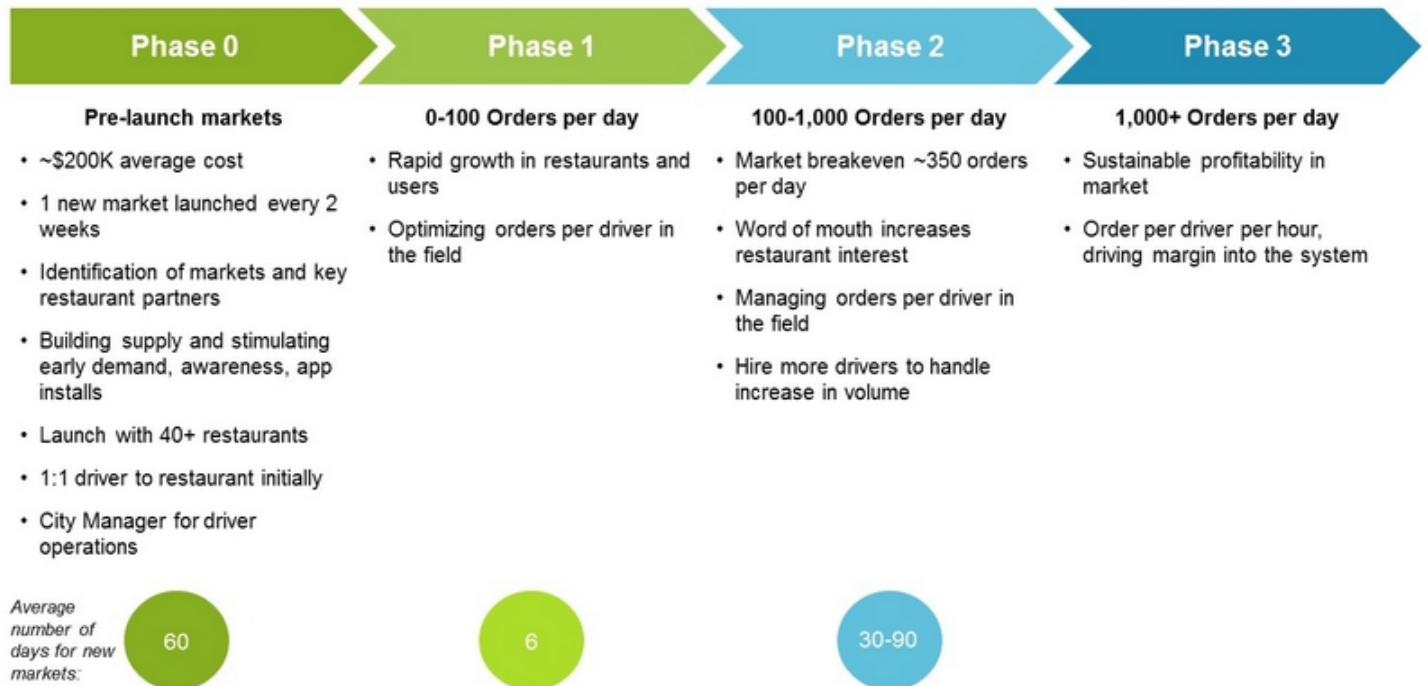 Phase 0
Phase 1
Phase 2
Phase 3
Pre-launch markets
• ~$200K average cost
• 1 new market launched every 2
weeks
• Identification of markets and key
restaurant partners
• Building supply and stimulating
early demand, awareness, app
installs
• Launch with 40+ restaurants
• 1:1 driver to restaurant initially
• City Manager for driver
operations
0-100 Orders per day
• Rapid growth in restaurants and
users
• Optimizing orders per driver in
the field
100-1,000 Orders per day
• Market breakeven ~350 orders
per day
• Word of mouth increases
restaurant interest
• Managing orders per driver in
the field
• Hire more drivers to handle
increase in volume
1,000+ Orders per day
• Sustainable profitability in
market
• Order per driver per hour,
driving margin into the system
Average
number of
days for new
markets:
60
6
30-90